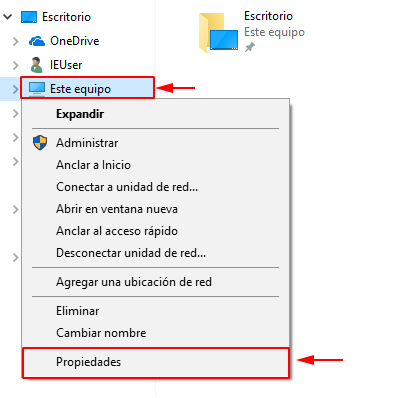 Escritorio
OneDrive
IEUser
Este equipo
Escritorio
Este equipo
Expandir
Administrar
Anclar a Inicio
Conectar a unidad de red...
Abrir en ventana nueva
Anclar al acceso rápido
Desconectar unidad de red...
Agregar una ubicación de red
Eliminar
Cambiar nombre
Propiedades